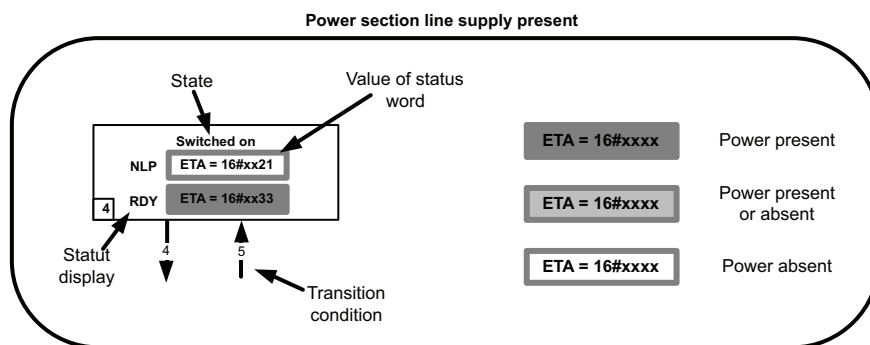 Power section line supply present
State
Value of status
word
Switched on
NLP
ETA = 16#xx21
4
RDY
ETA = 16#xx33
Statut
display
4
5
Transition
condition
ETA = 16#xxxx
Power present
ETA = 16#xxxx
Power present
or absent
ETA = 16#xxxx
Power absent